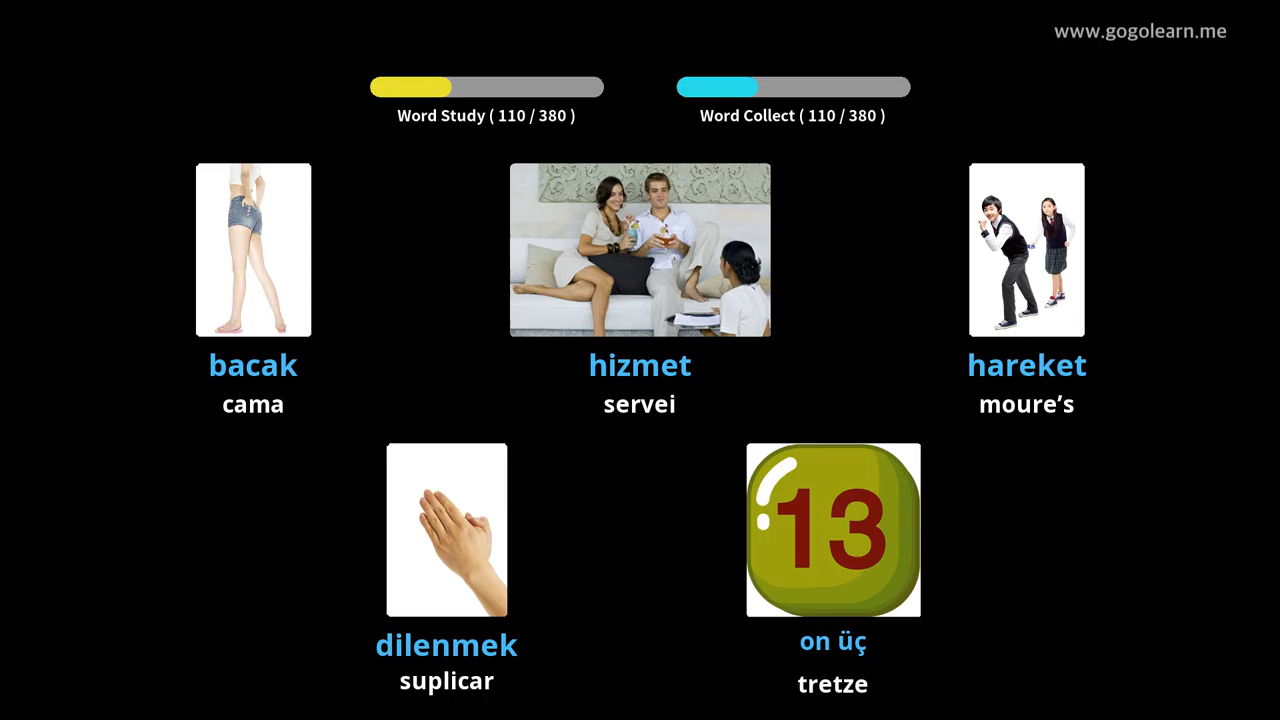 www.gogolearn.me
Word Study ( 110 / 380 )
Word Collect ( 110 / 380 )
bacak
cama
hizmet
servei
hareket
moure’s
dilenmek
suplicar
13
on üç
tretze